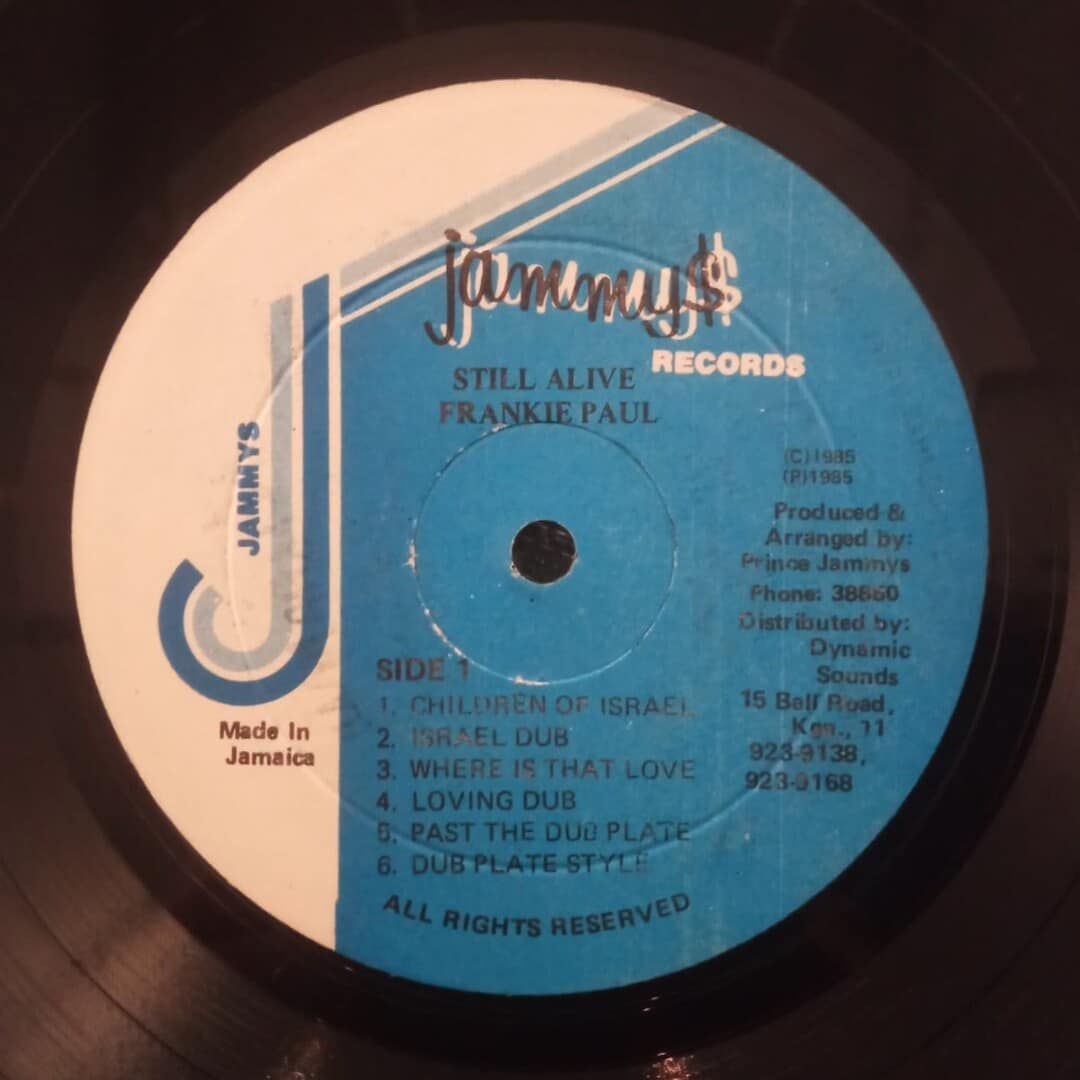 jammy$
RECORDS
STILL ALIVE
FRANKIE PAUL
JAMMYS
Made In
Jamaica
(C)1985
(P)1985
Produced &
Arranged by:
Prince Jammys
Phone: 38860
Distributed by:
Dynamic
Sounds
15 Bell Road,
Kgn., 11
923-9138,
923-9168
SIDE 1
1. CHILDREN OF ISRAEL
2. ISRAEL DUB
3. WHERE IS THAT LOVE
4. LOVING DUB
5. PAST THE DUB PLATE
6. DUB PLATE STYLE
ALL RIGHTS RESERVED